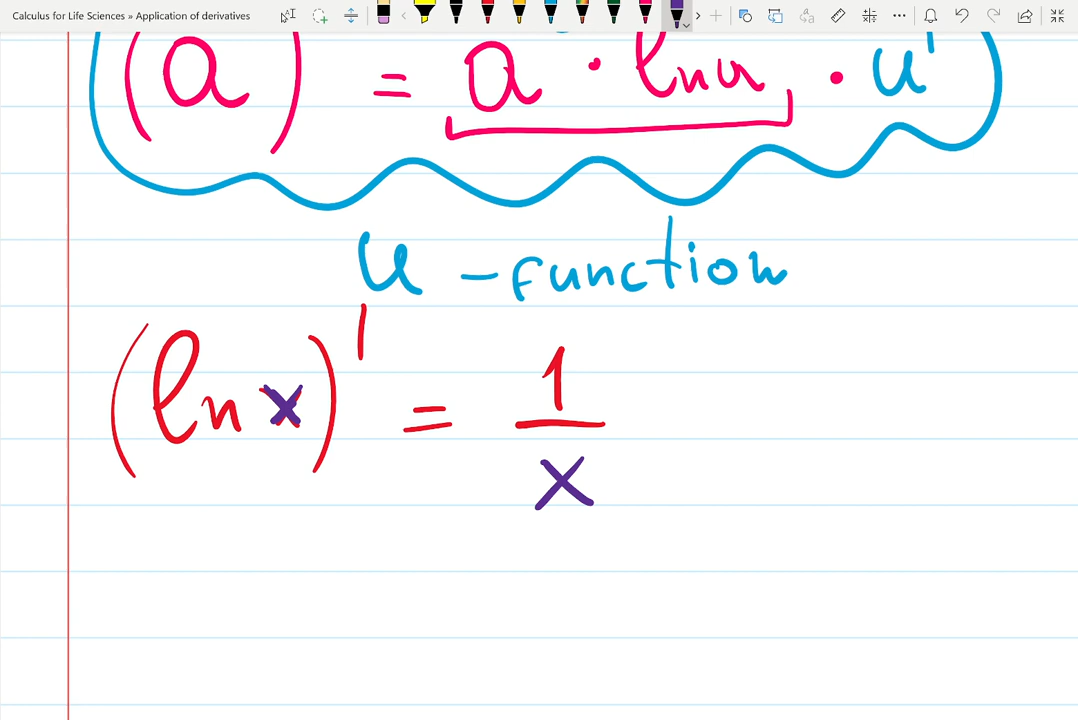 Calculus for Life Sciences » Application of derivatives
(a) = a · ln a · u'
u - function
(ln x)' = 1/x